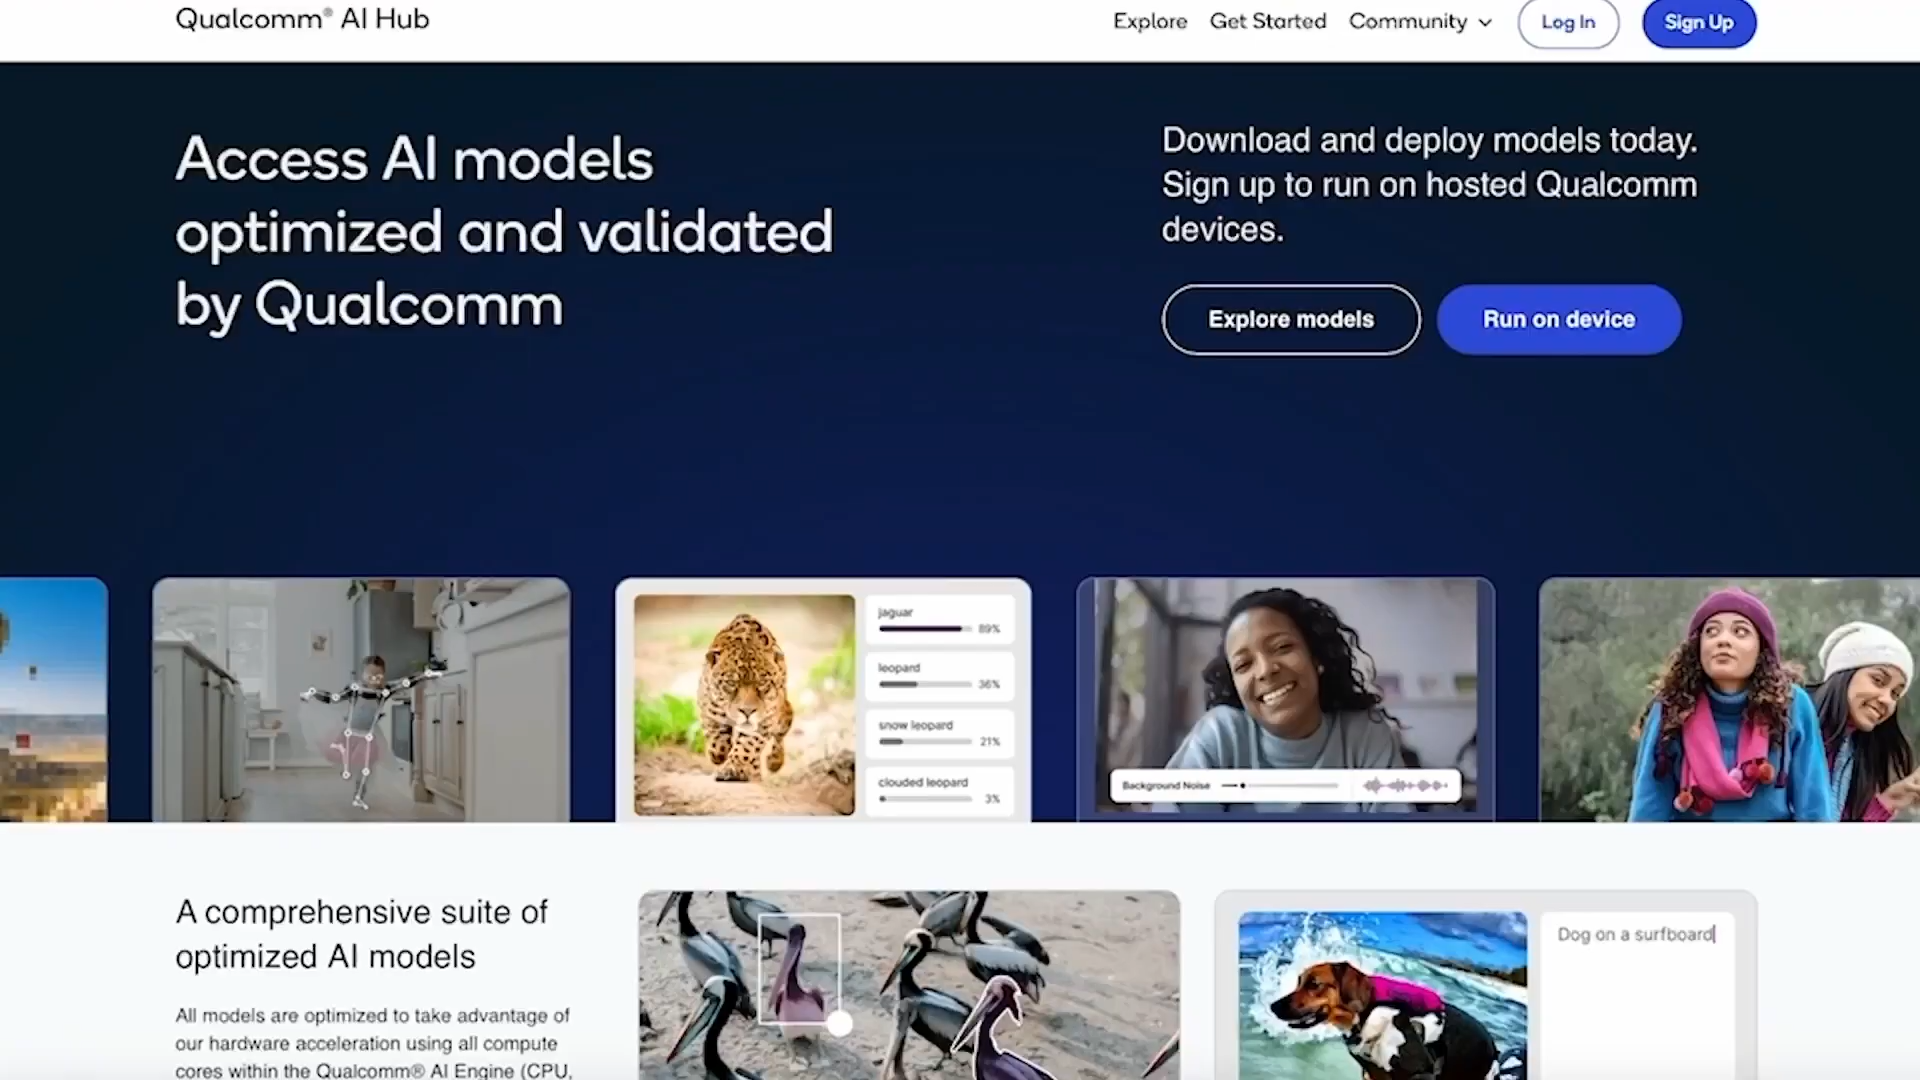 Qualcomm® AI Hub
Explore
Get Started
Community
Log In
Sign Up
Access AI models
optimized and validated
by Qualcomm
Download and deploy models today.
Sign up to run on hosted Qualcomm
devices.
Explore models
Run on device
jaguar
89%
leopard
36%
snow leopard
21%
clouded leopard
3%
Background Noise
A comprehensive suite of
optimized AI models
All models are optimized to take advantage of
our hardware acceleration using all compute
cores within the Qualcomm® AI Engine (CPU,
Dog on a surfboard